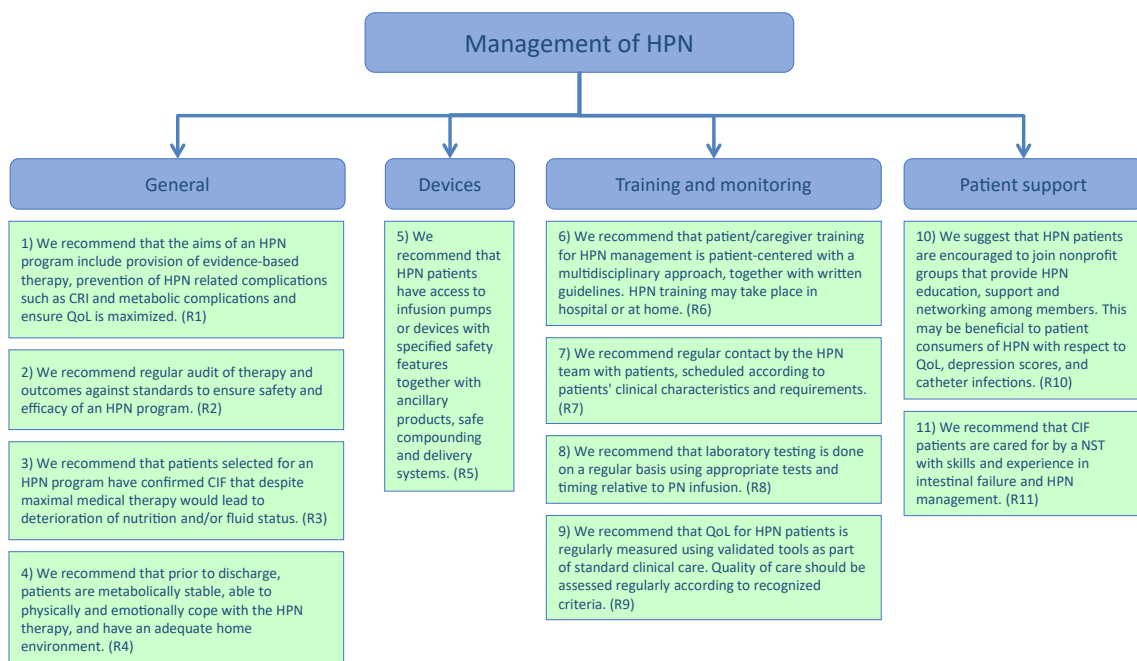 Management of HPN
General
1) We recommend that the aims of an HPN
program include provision of evidence-based
therapy, prevention of HPN related complications
such as CRI and metabolic complications and
ensure QoL is maximized. (R1)
2) We recommend regular audit of therapy and
outcomes against standards to ensure safety and
efficacy of an HPN program. (R2)
3) We recommend that patients selected for an
HPN program have confirmed CIF that despite
maximal medical therapy would lead to
deterioration of nutrition and/or fluid status. (R3)
4) We recommend that prior to discharge,
patients are metabolically stable, able to
physically and emotionally cope with the HPN
therapy, and have an adequate home
environment. (R4)
Devices
5) We
recommend that
HPN patients
have access to
infusion pumps
or devices with
specified safety
features
together with
ancillary
products, safe
compounding
and delivery
systems. (R5)
Training and monitoring
6) We recommend that patient/caregiver training
for HPN management is patient-centered with a
multidisciplinary approach, together with written
guidelines. HPN training may take place in
hospital or at home. (R6)
7) We recommend regular contact by the HPN
team with patients, scheduled according to
patients' clinical characteristics and requirements.
(R7)
8) We recommend that laboratory testing is done
on a regular basis using appropriate tests and
timing relative to PN infusion. (R8)
9) We recommend that QoL for HPN patients is
regularly measured using validated tools as part
of standard clinical care. Quality of care should be
assessed regularly according to recognized
criteria. (R9)
Patient support
10) We suggest that HPN patients
are encouraged to join nonprofit
groups that provide HPN
education, support and
networking among members. This
may be beneficial to patient
consumers of HPN with respect to
QoL, depression scores, and
catheter infections. (R10)
11) We recommend that CIF
patients are cared for by a NST
with skills and experience in
intestinal failure and HPN
management. (R11)